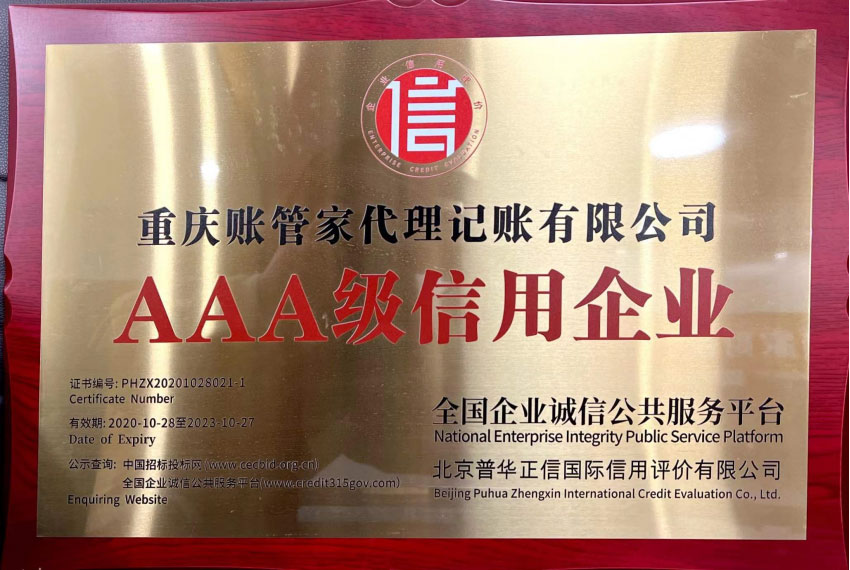 企业信用评价
信
ENTERPRISE CREDIT EVALUATION
重庆账管家代理记账有限公司
AAA级信用企业
证书编号: PHZX20201028021-1
Certificate Number
有效期: 2020-10-28至2023-10-27
Date of Expiry
公示查询: 中国招标投标网(www.cecbid.org.cn)
全国企业诚信公共服务平台(www.credit315gov.com)
Enquiring Website
全国企业诚信公共服务平台
National Enterprise Integrity Public Service Platform
北京普华正信国际信用评价有限公司
Beijing Puhua Zhengxin International Credit Evaluation Co., Ltd.